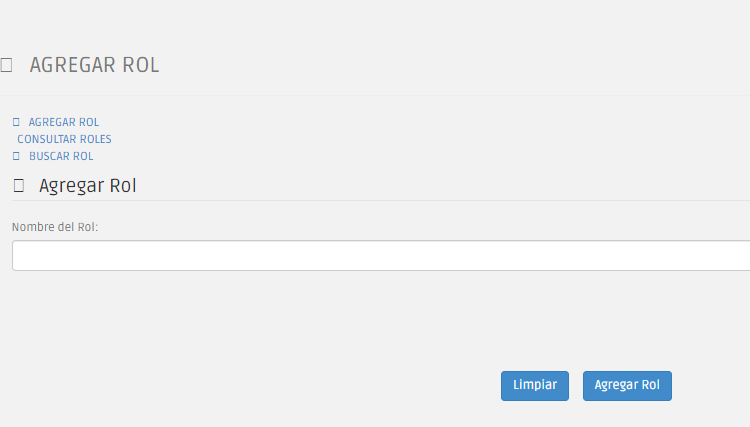 AGREGAR ROL
AGREGAR ROL
CONSULTAR ROLES
BUSCAR ROL
Agregar Rol
Nombre del Rol:
Limpiar Agregar Rol